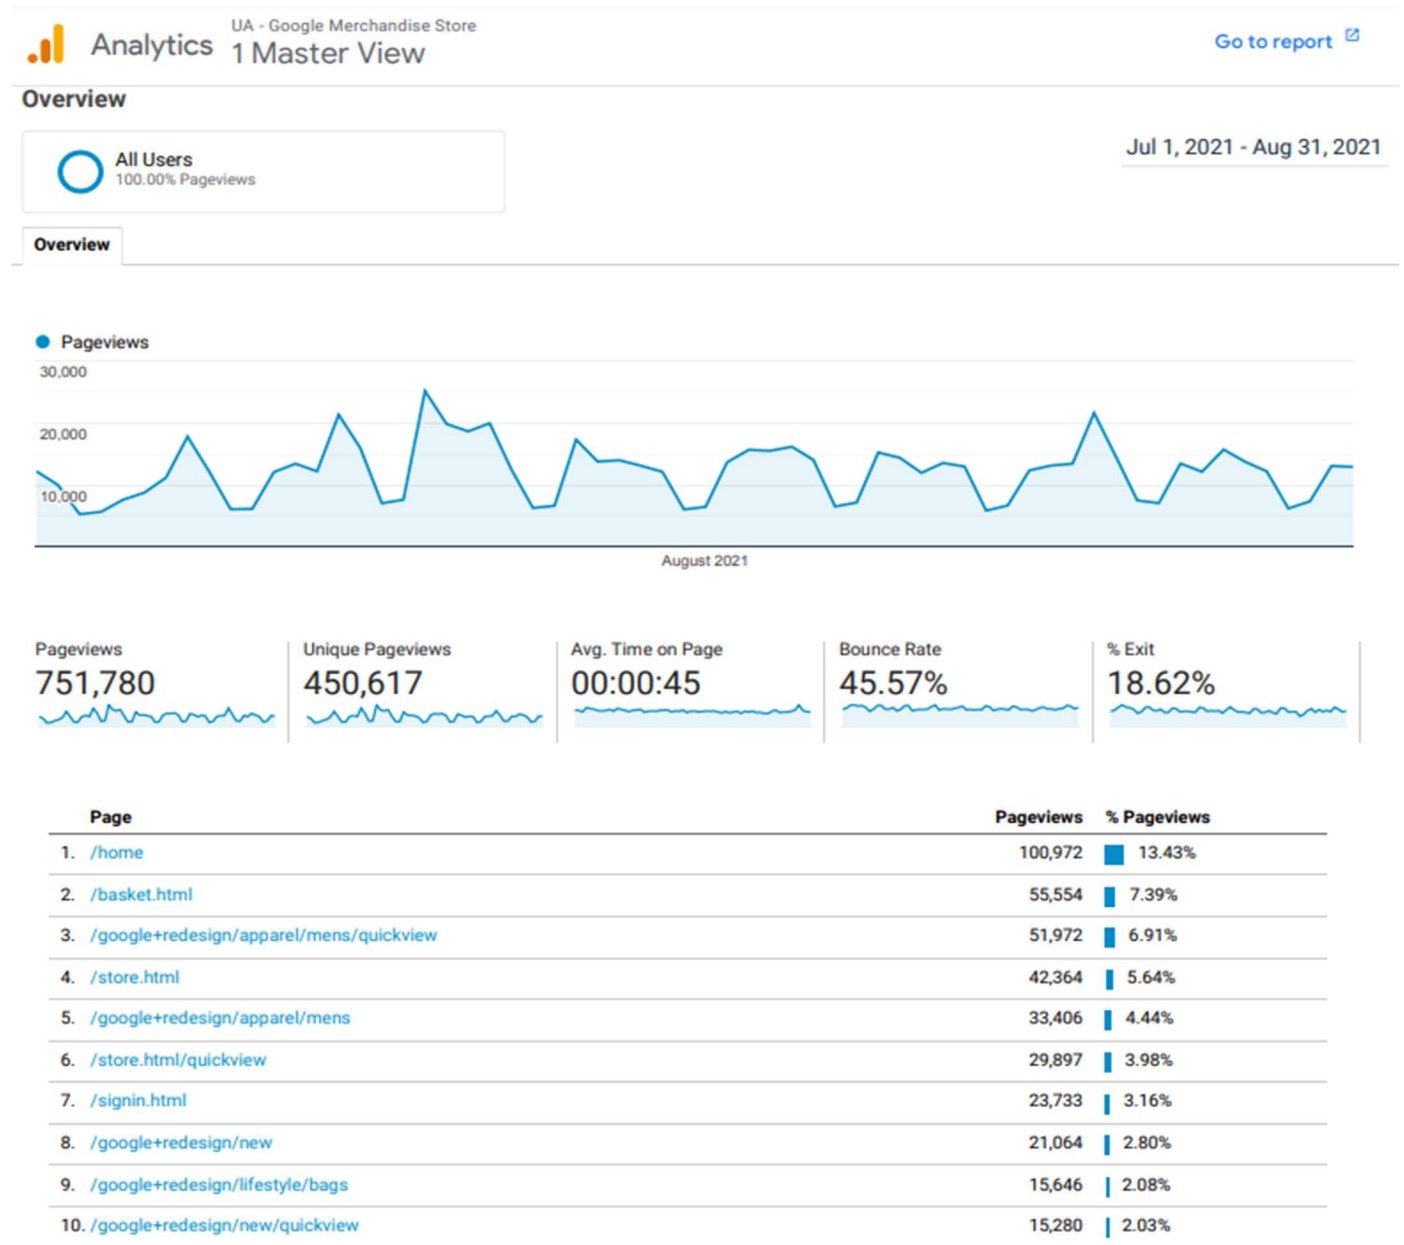 Analytics
UA - Google Merchandise Store
1 Master View
Go to report
Overview
All Users
100.00% Pageviews
Jul 1, 2021 - Aug 31, 2021
Overview
Pageviews
30,000
20,000
10,000
August 2021
Pageviews
751,780
Unique Pageviews
450,617
Avg. Time on Page
00:00:45
Bounce Rate
45.57%
% Exit
18.62%
Page Pageviews % Pageviews
1. /home 100,972 13.43%
2. /basket.html 55,554 7.39%
3. /google+redesign/apparel/mens/quickview 51,972 6.91%
4. /store.html 42,364 5.64%
5. /google+redesign/apparel/mens 33,406 4.44%
6. /store.html/quickview 29,897 3.98%
7. /signin.html 23,733 3.16%
8. /google+redesign/new 21,064 2.80%
9. /google+redesign/lifestyle/bags 15,646 2.08%
10. /google+redesign/new/quickview 15,280 2.03%